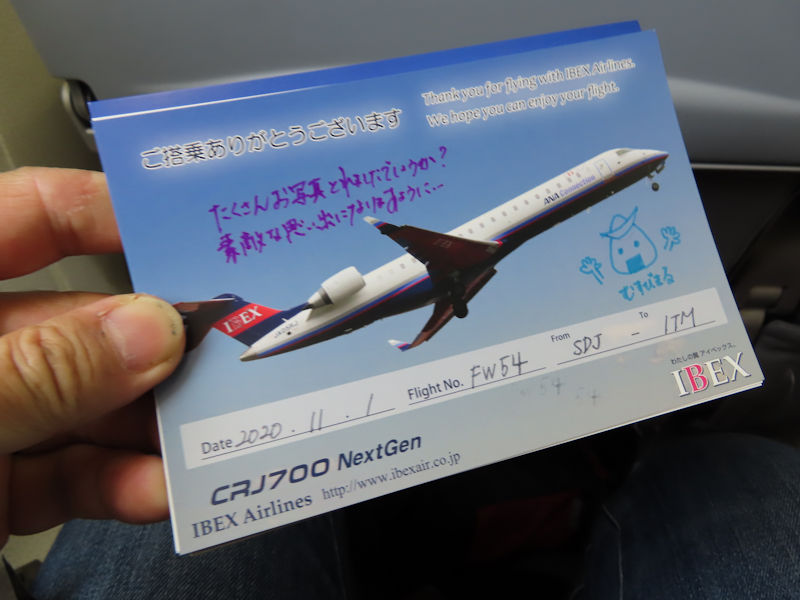 Thank you for flying with IBEX Airlines.
We hope you can enjoy your flight.
ご搭乗ありがとうございます
たくさんお写真とれましたでしょうか?
素敵な思い出になりますように…
ANA Connection
IBEX
むすび丸
Date 2020.11.1 Flight No. FW54 From SDJ - To ITM
わたしの翼 アイベックス。
IBEX
CRJ700 NextGen
IBEX Airlines http://www.ibexair.co.jp